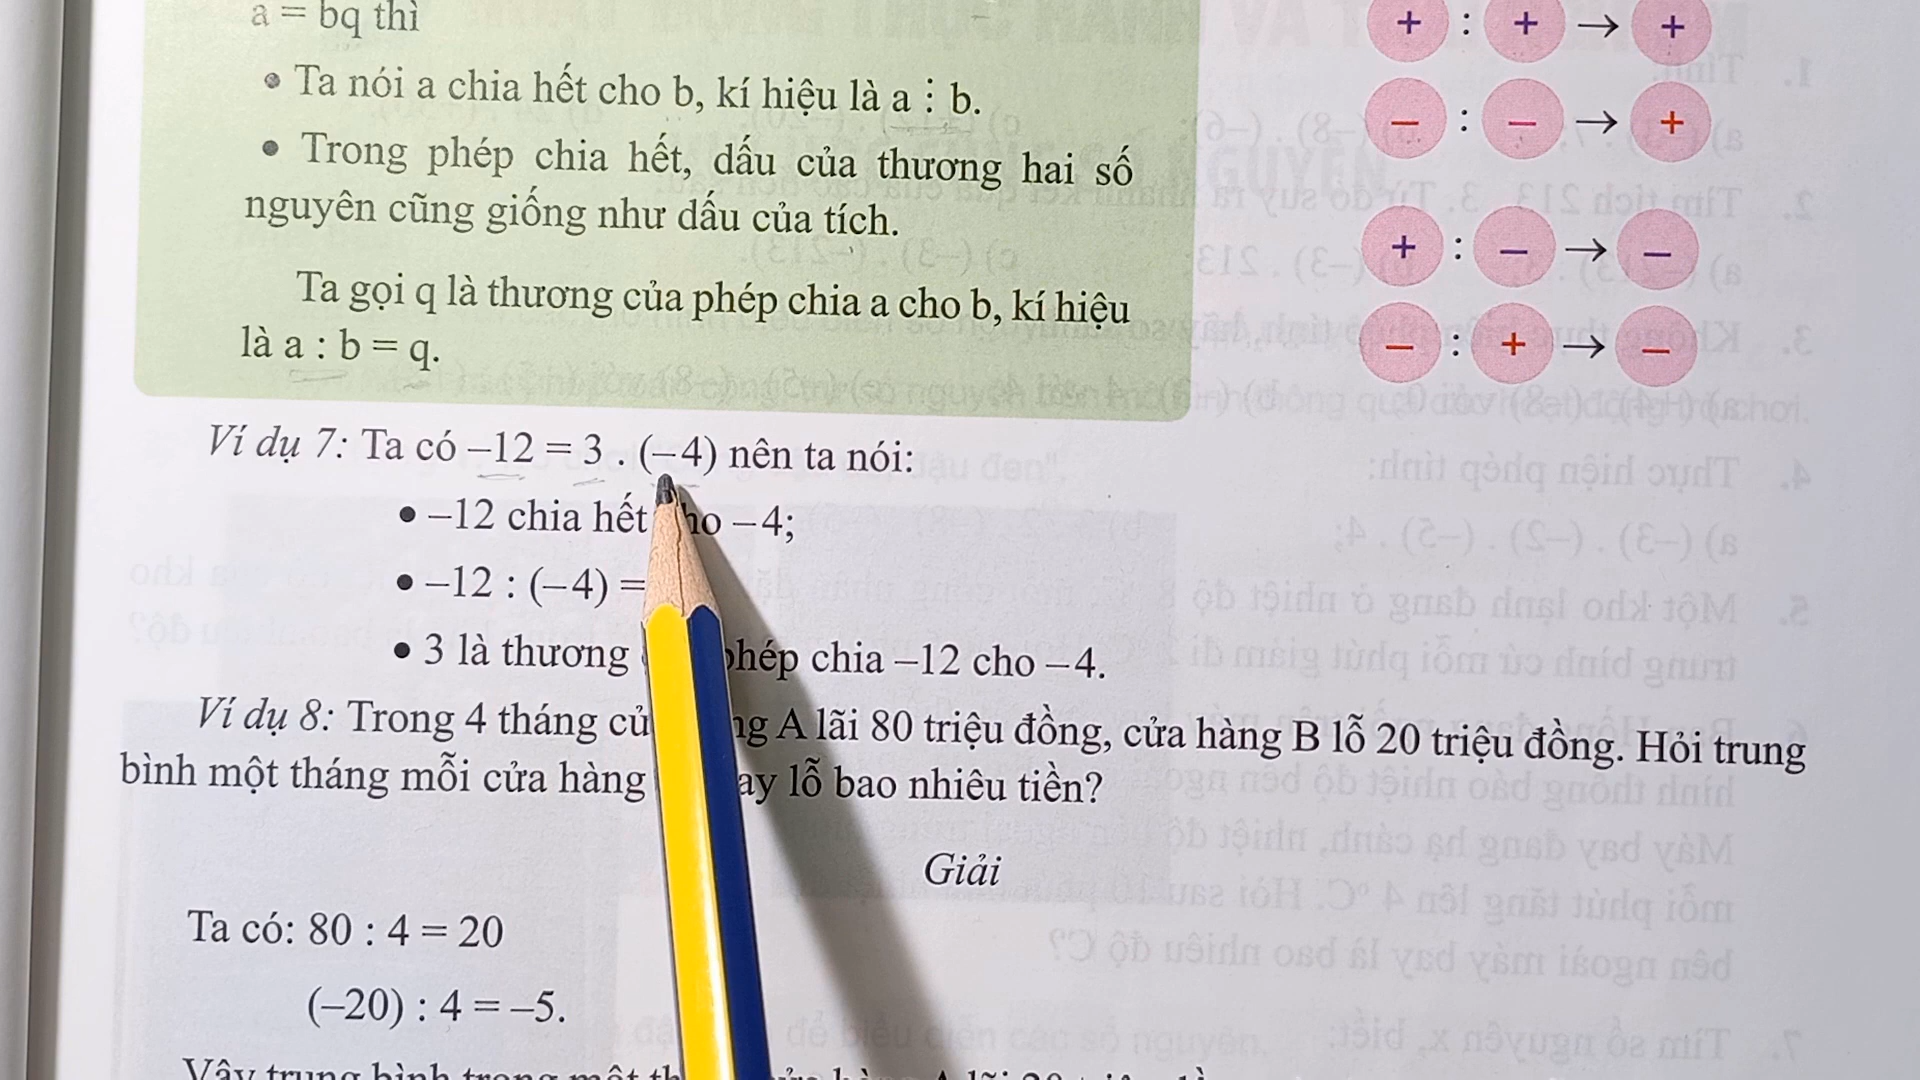 a = bq thì
• Ta nói a chia hết cho b, kí hiệu là a ⋮ b.
• Trong phép chia hết, dấu của thương hai số
nguyên cũng giống như dấu của tích.
Ta gọi q là thương của phép chia a cho b, kí hiệu
là a : b = q.
+ : + → +
− : − → +
+ : − → −
− : + → −
Ví dụ 7: Ta có –12 = 3 . (–4) nên ta nói:
• –12 chia hết –4;
• –12 : (–4) =
• 3 là thương phép chia –12 cho –4.
Ví dụ 8: Trong 4 tháng A lãi 80 triệu đồng, cửa hàng B lỗ 20 triệu đồng. Hỏi trung
bình một tháng mỗi cửa hàng lỗ bao nhiêu tiền?
Giải
Ta có: 80 : 4 = 20
(–20) : 4 = –5.